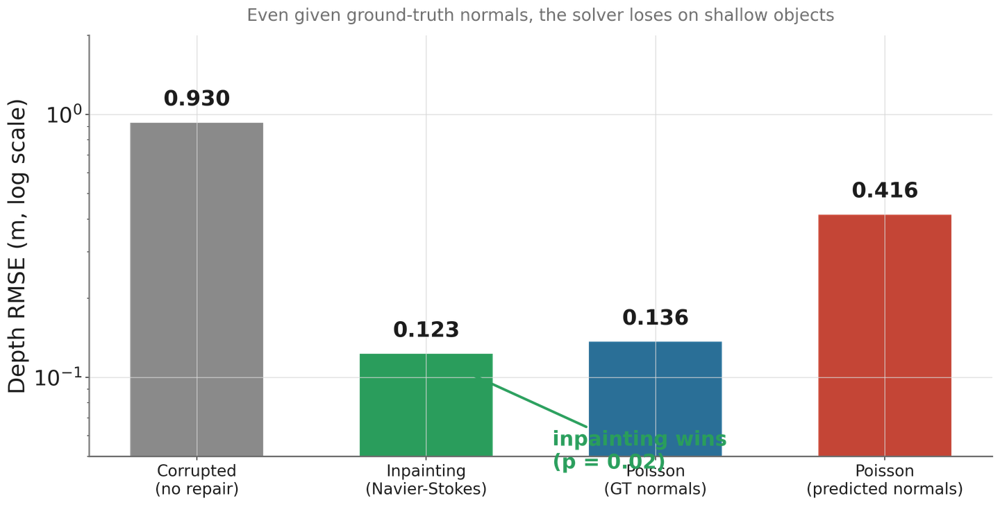 Even given ground-truth normals, the solver loses on shallow objects
Depth RMSE (m, log scale)
10⁰
10⁻¹
0.930
0.123
0.136
0.416
inpainting wins
(p = 0.02)
Corrupted
(no repair)
Inpainting
(Navier-Stokes)
Poisson
(GT normals)
Poisson
(predicted normals)